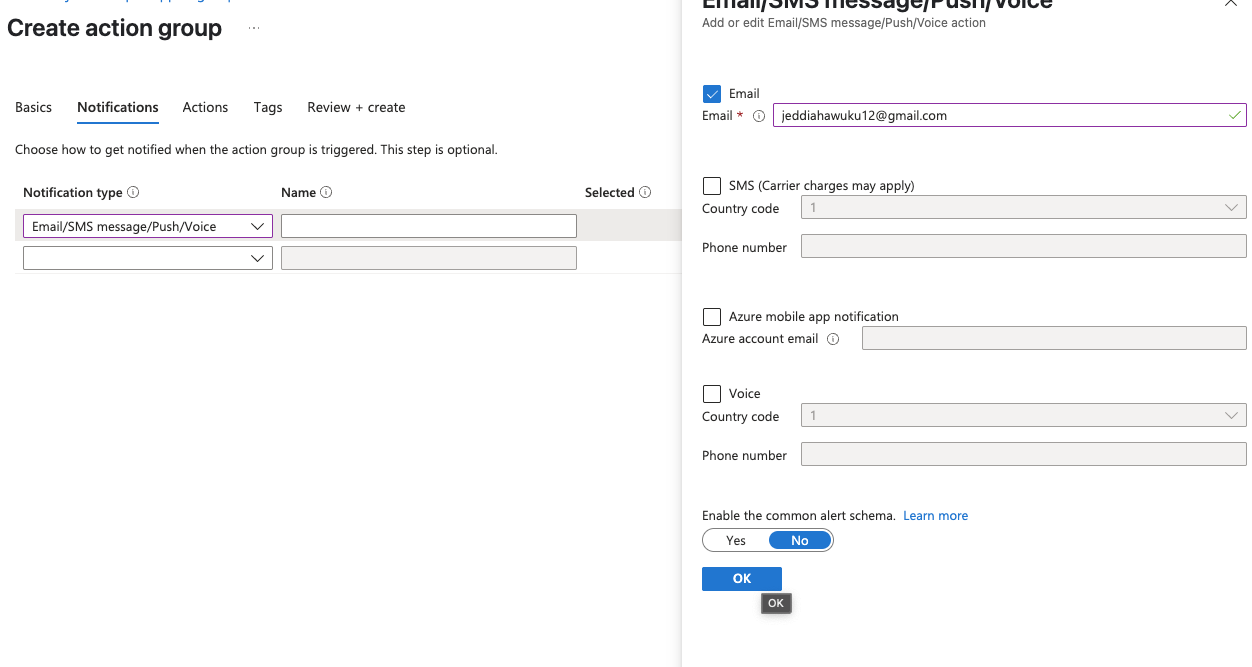 Create action group ...
Basics Notifications Actions Tags Review + create
Choose how to get notified when the action group is triggered. This step is optional.
Notification type Name Selected
Email/SMS message/Push/Voice
Email/SMS message/Push/Voice
Add or edit Email/SMS message/Push/Voice action
Email
Email * jeddiahawuku12@gmail.com
SMS (Carrier charges may apply)
Country code 1
Phone number
Azure mobile app notification
Azure account email
Voice
Country code 1
Phone number
Enable the common alert schema. Learn more
Yes No
OK
OK